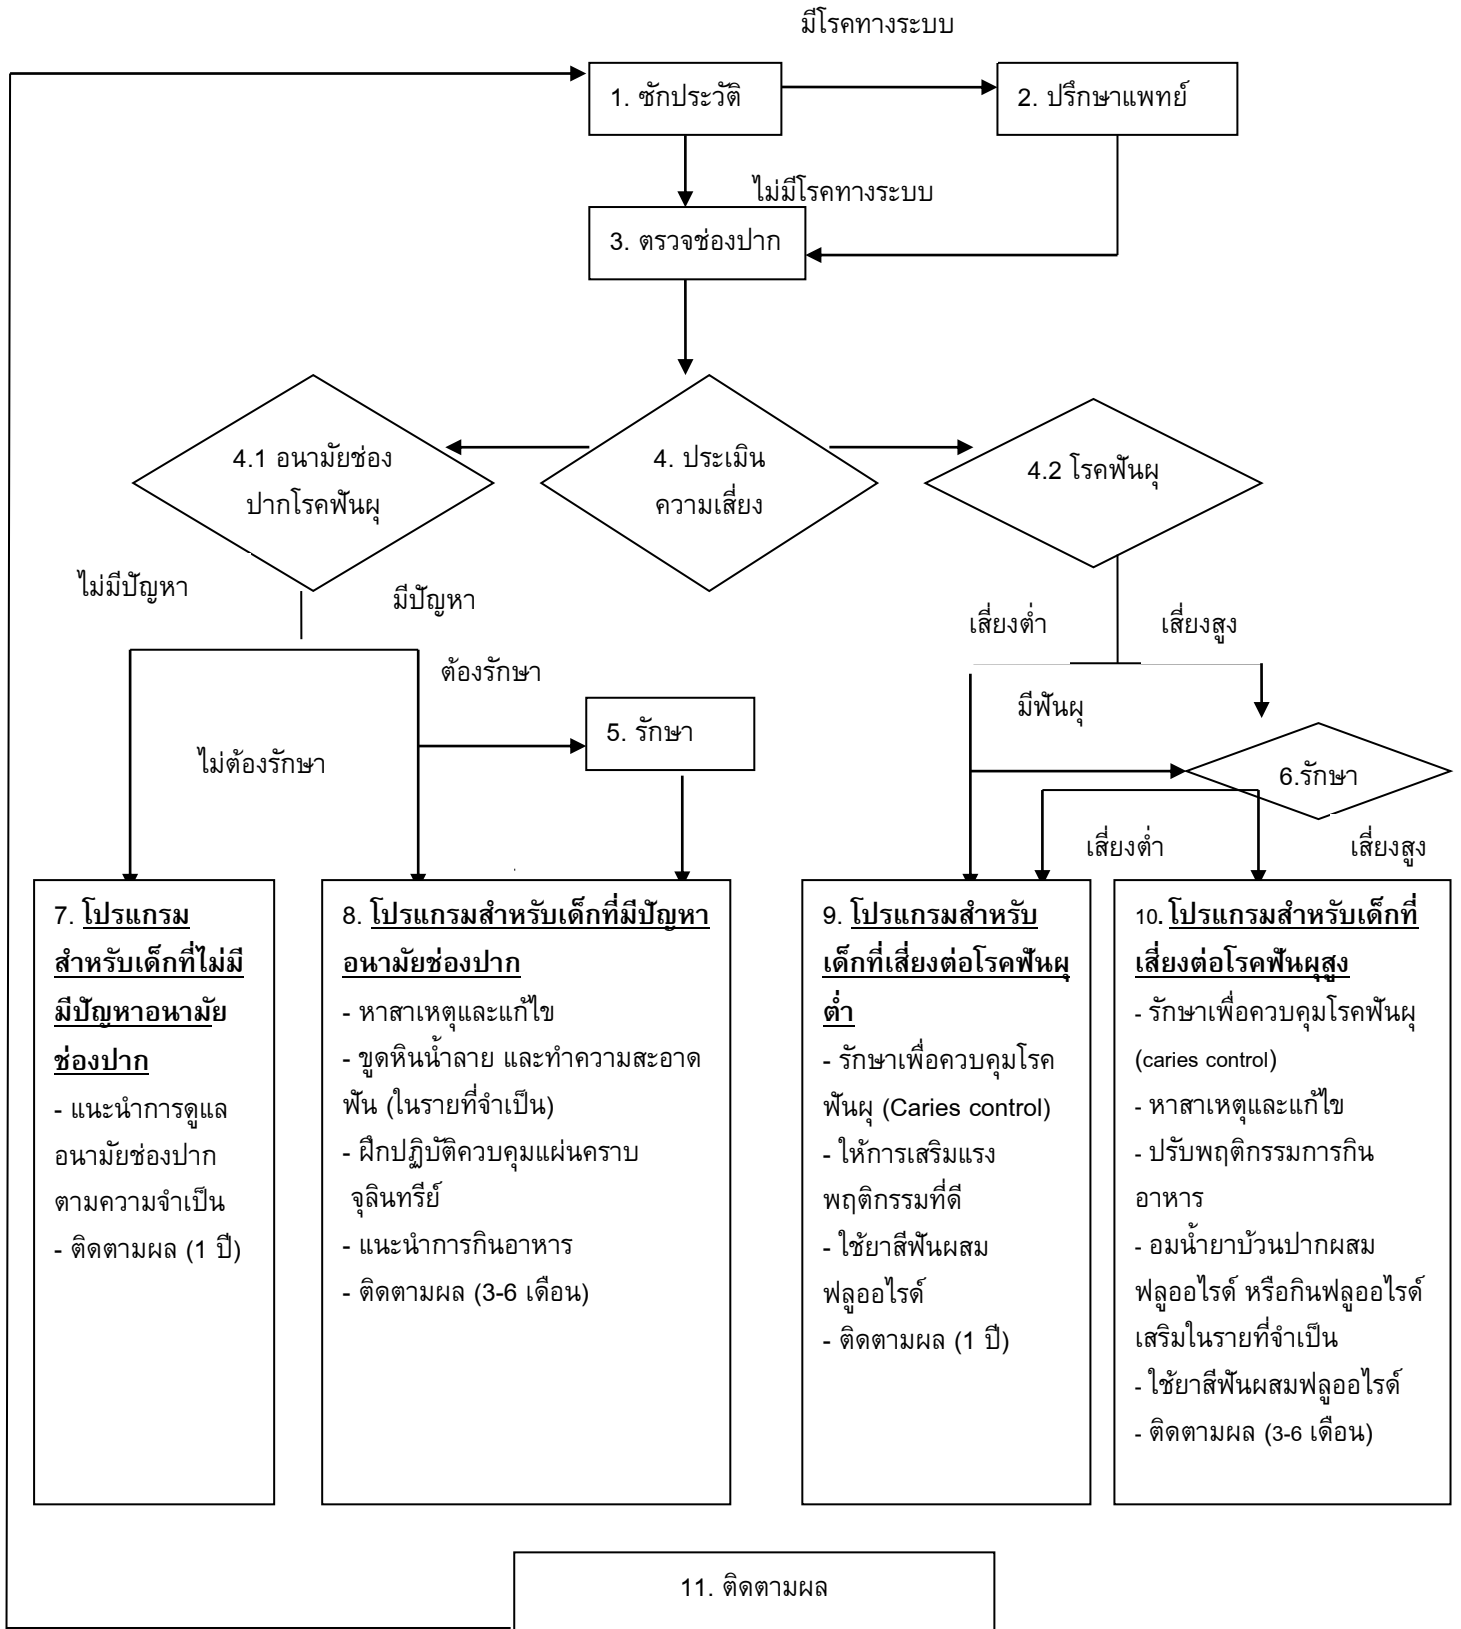 มีโรคทางระบบ
1. ซักประวัติ
2. ปรึกษาแพทย์
ไม่มีโรคทางระบบ
3. ตรวจช่องปาก
4.1 อนามัยช่อง
ปากโรคฟันผุ
4. ประเมิน
ความเสี่ยง
4.2 โรคฟันผุ
ไม่มีปัญหา
มีปัญหา
เสี่ยงต่ำ
เสี่ยงสูง
ต้องรักษา
มีฟันผุ
5. รักษา
ไม่ต้องรักษา
6.รักษา
เสี่ยงต่ำ
เสี่ยงสูง
7. โปรแกรม
สำหรับเด็กที่ไม่มี
มีปัญหาอนามัย
ช่องปาก
- แนะนำการดูแล
อนามัยช่องปาก
ตามความจำเป็น
- ติดตามผล (1 ปี)
8. โปรแกรมสำหรับเด็กที่มีปัญหา
อนามัยช่องปาก
- หาสาเหตุและแก้ไข
- ขูดหินน้ำลาย และทำความสะอาด
ฟัน (ในรายที่จำเป็น)
- ฝึกปฏิบัติควบคุมแผ่นคราบ
จุลินทรีย์
- แนะนำการกินอาหาร
- ติดตามผล (3-6 เดือน)
9. โปรแกรมสำหรับ
เด็กที่เสี่ยงต่อโรคฟันผุ
ต่ำ
- รักษาเพื่อควบคุมโรค
ฟันผุ (Caries control)
- ให้การเสริมแรง
พฤติกรรมที่ดี
- ใช้ยาสีฟันผสม
ฟลูออไรด์
- ติดตามผล (1 ปี)
10. โปรแกรมสำหรับเด็กที่
เสี่ยงต่อโรคฟันผุสูง
- รักษาเพื่อควบคุมโรคฟันผุ
(caries control)
- หาสาเหตุและแก้ไข
- ปรับพฤติกรรมการกิน
อาหาร
- อมน้ำยาบ้วนปากผสม
ฟลูออไรด์ หรือกินฟลูออไรด์
เสริมในรายที่จำเป็น
- ใช้ยาสีฟันผสมฟลูออไรด์
- ติดตามผล (3-6 เดือน)
11. ติดตามผล